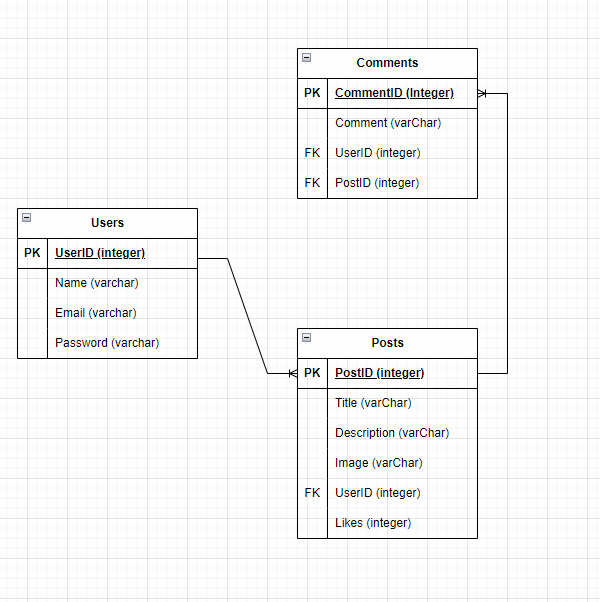 Comments
PK CommentID (Integer)
Comment (varChar)
FK UserID (integer)
FK PostID (integer)
Users
PK UserID (integer)
Name (varchar)
Email (varchar)
Password (varchar)
Posts
PK PostID (integer)
Title (varChar)
Description (varChar)
Image (varChar)
FK UserID (integer)
Likes (integer)